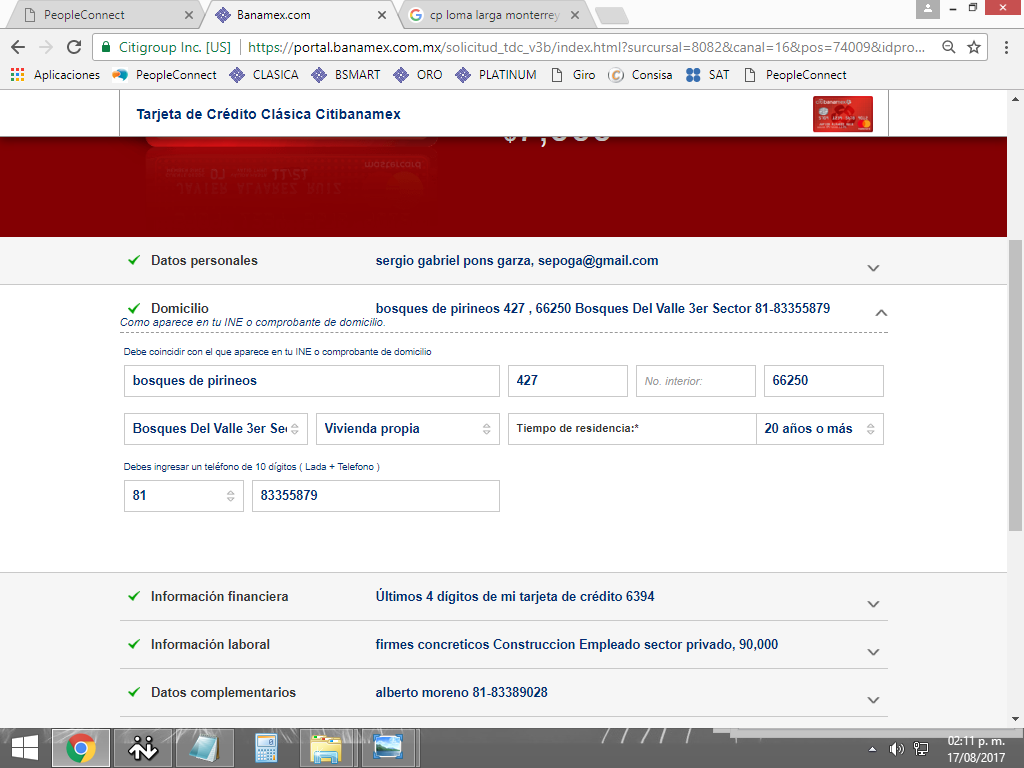 PeopleConnect
Banamex.com
cp loma larga monterrey
Citigroup Inc. [US]
https://portal.banamex.com.mx/solicitud_tdc_v3b/index.html?sursursal=8082&canal=16&pos=74009&idpro...
Aplicaciones
PeopleConnect
CLASICA
BSMART
ORO
PLATINUM
Giro
Consisa
SAT
PeopleConnect
Tarjeta de Crédito Clásica Citibanamex
Datos personales
sergio gabriel pons garza, sepoga@gmail.com
Domicilio
bosques de pirineos 427 , 66250 Bosques Del Valle 3er Sector 81-83355879
Como aparece en tu INE o comprobante de domicilio.
Debe coincidir con el que aparece en tu INE o comprobante de domicilio
bosques de pirineos
427
No. interior:
66250
Bosques Del Valle 3er Sec
Vivienda propia
Tiempo de residencia:*
20 años o más
Debes ingresar un teléfono de 10 dígitos ( Lada + Telefono )
81
83355879
Información financiera
Últimos 4 dígitos de mi tarjeta de crédito 6394
Información laboral
firmes concreticos Construccion Empleado sector privado, 90,000
Datos complementarios
alberto moreno 81-83389028
02:11 p. m.
17/08/2017